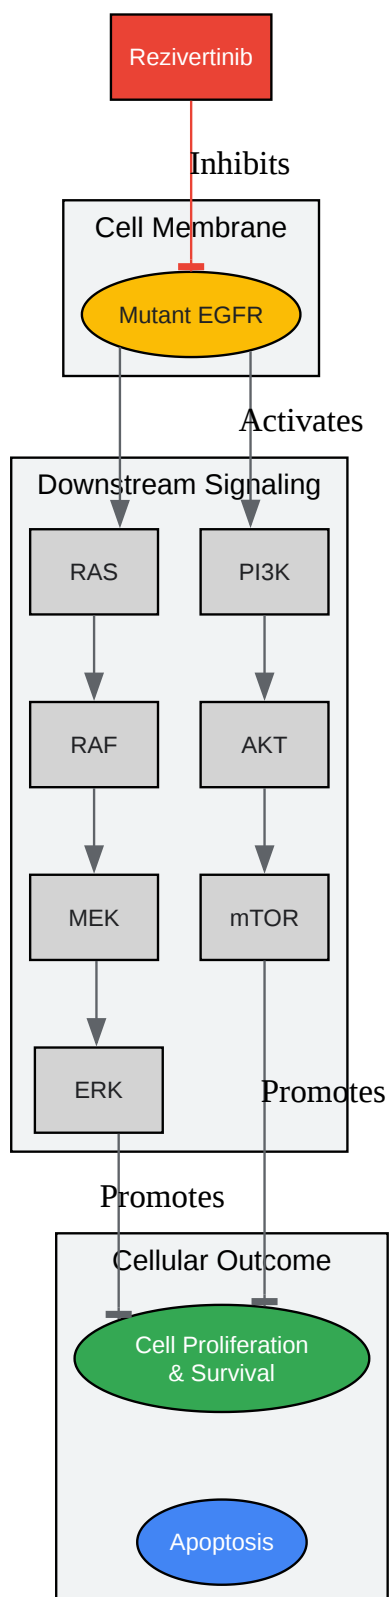 Rezivertinib
Inhibits
Cell Membrane
Mutant EGFR
Activates
Downstream Signaling
RAS
PI3K
RAF
AKT
MEK
mTOR
ERK
Promotes
Promotes
Cellular Outcome
Cell Proliferation
& Survival
Apoptosis